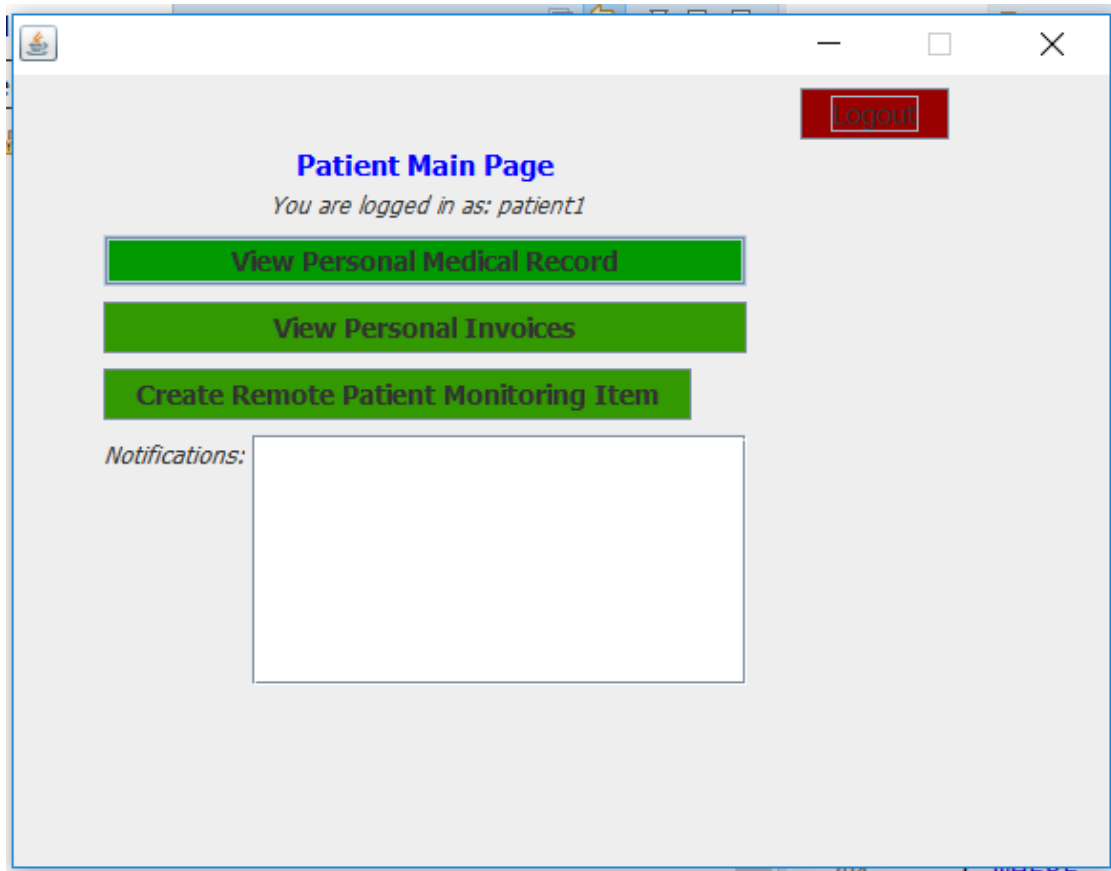 Logout
Patient Main Page
You are logged in as: patient1
View Personal Medical Record
View Personal Invoices
Create Remote Patient Monitoring Item
Notifications: